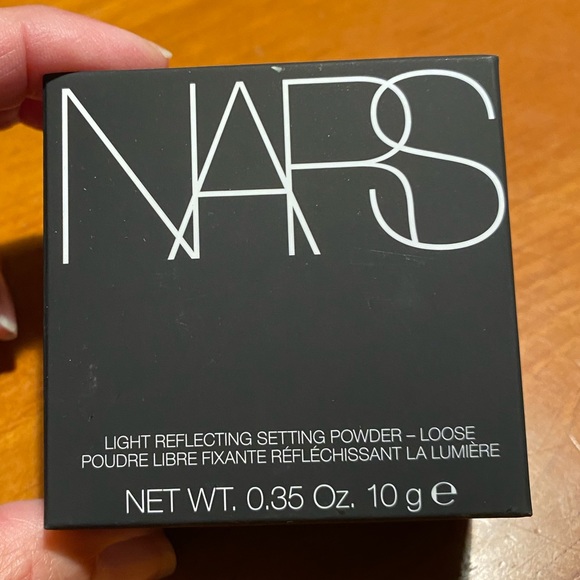 NARS
LIGHT REFLECTING SETTING POWDER – LOOSE
POUDRE LIBRE FIXANTE RÉFLÉCHISSANT LA LUMIÈRE
NET WT. 0.35 Oz. 10 g ℮